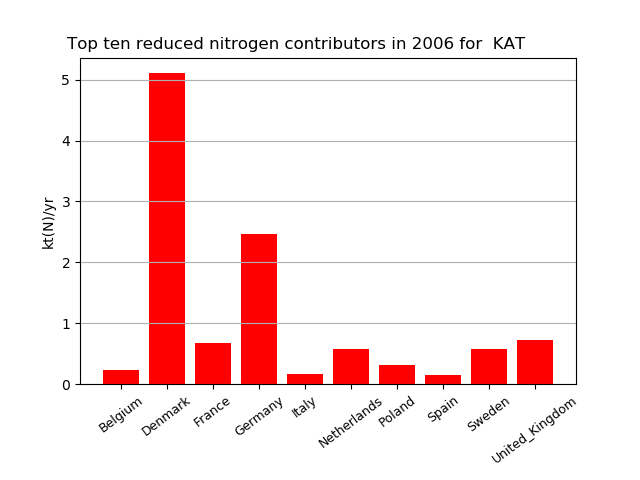 Top ten reduced nitrogen contributors in 2006 for  KAT
kt(N)/yr
5
4
3
2
1
0
Belgium
Denmark
France
Germany
Italy
Netherlands
Poland
Spain
Sweden
United_Kingdom